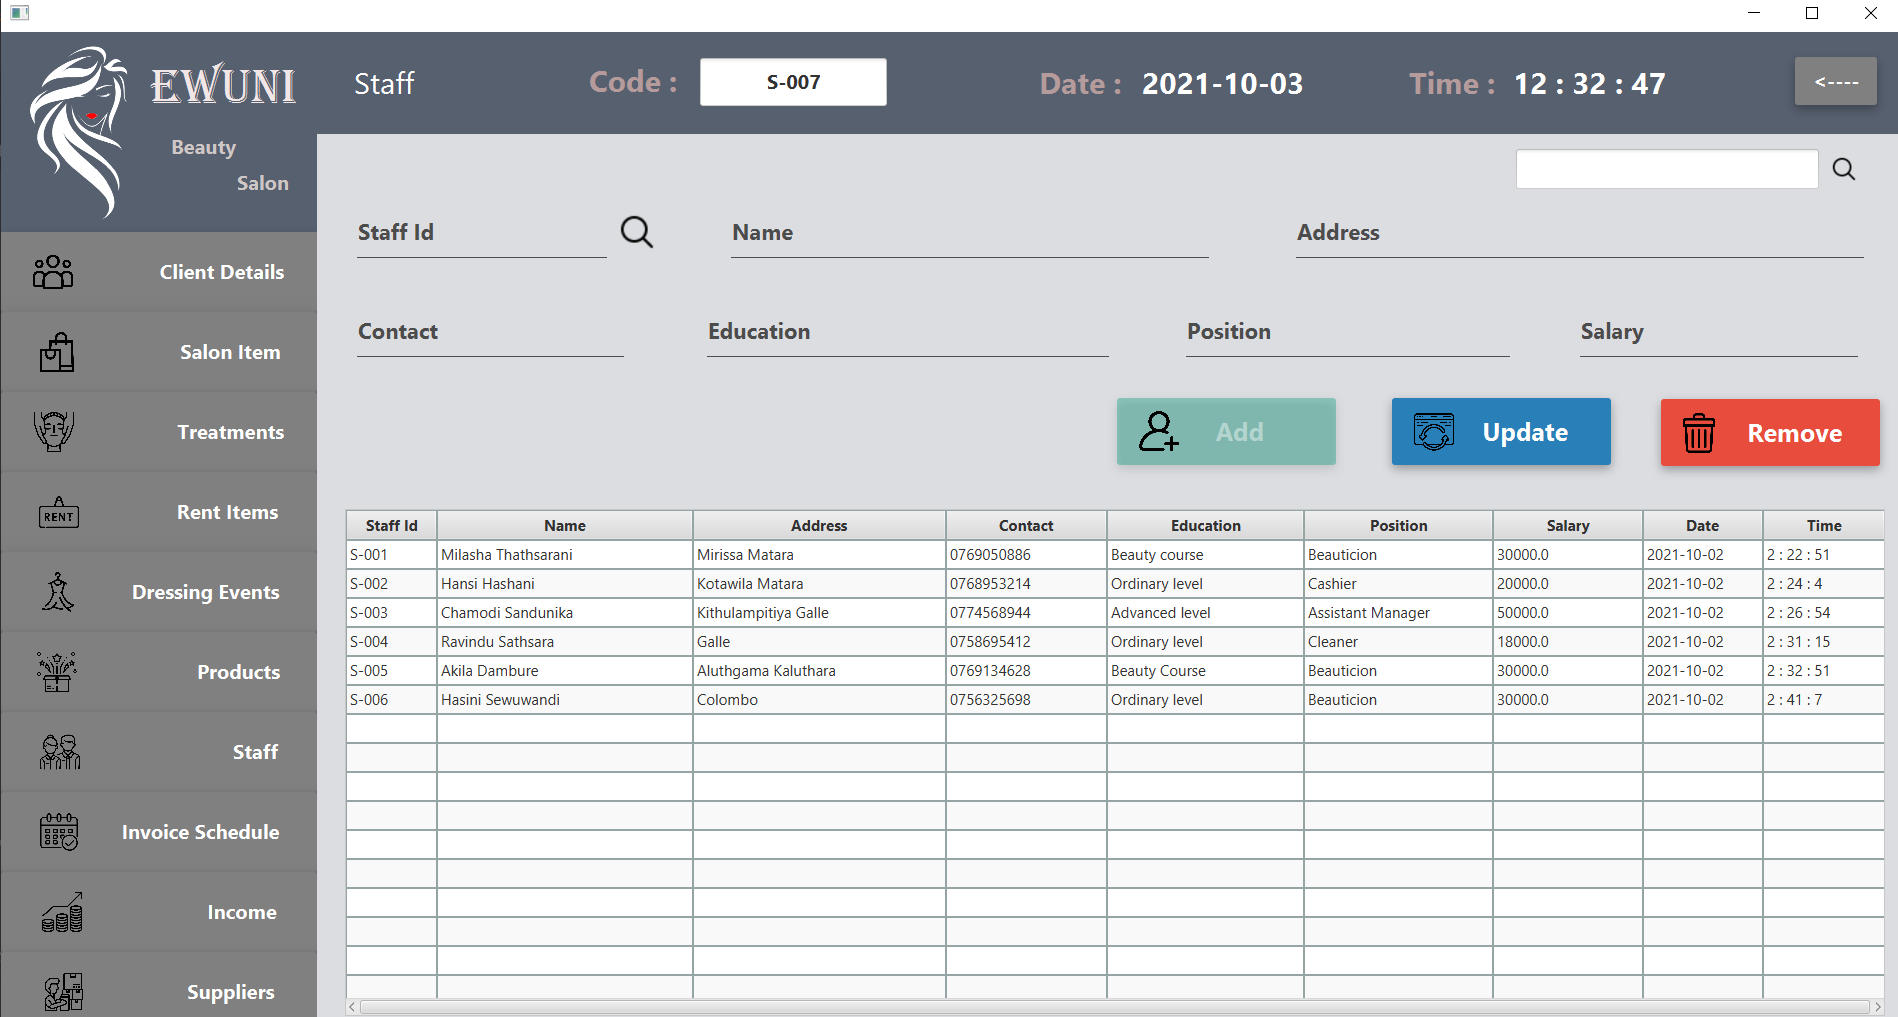 EWUNI
Beauty
Salon
Staff
Code : S-007
Date : 2021-10-03
Time : 12 : 32 : 47
<----
Client Details
Salon Item
Treatments
RENT
Rent Items
Dressing Events
Products
Staff
Invoice Schedule
Income
Suppliers
Staff Id
Name
Address
Contact
Education
Position
Salary
Add
Update
Remove
Staff Id Name Address Contact Education Position Salary Date Time
S-001 Milasha Thathsarani Mirissa Matara 0769050886 Beauty course Beautician 30000.0 2021-10-02 2 : 22 : 51
S-002 Hansi Hashani Kotawila Matara 0768953214 Ordinary level Cashier 20000.0 2021-10-02 2 : 24 : 4
S-003 Chamodi Sandunika Kithulampitiya Galle 0774568944 Advanced level Assistant Manager 50000.0 2021-10-02 2 : 26 : 54
S-004 Ravindu Sathsara Galle 0758695412 Ordinary level Cleaner 18000.0 2021-10-02 2 : 31 : 15
S-005 Akila Dambure Aluthgama Kaluthara 0769134628 Beauty Course Beauticion 30000.0 2021-10-02 2 : 32 : 51
S-006 Hasini Sewuwandi Colombo 0756325698 Ordinary level Beauticion 30000.0 2021-10-02 2 : 41 : 7